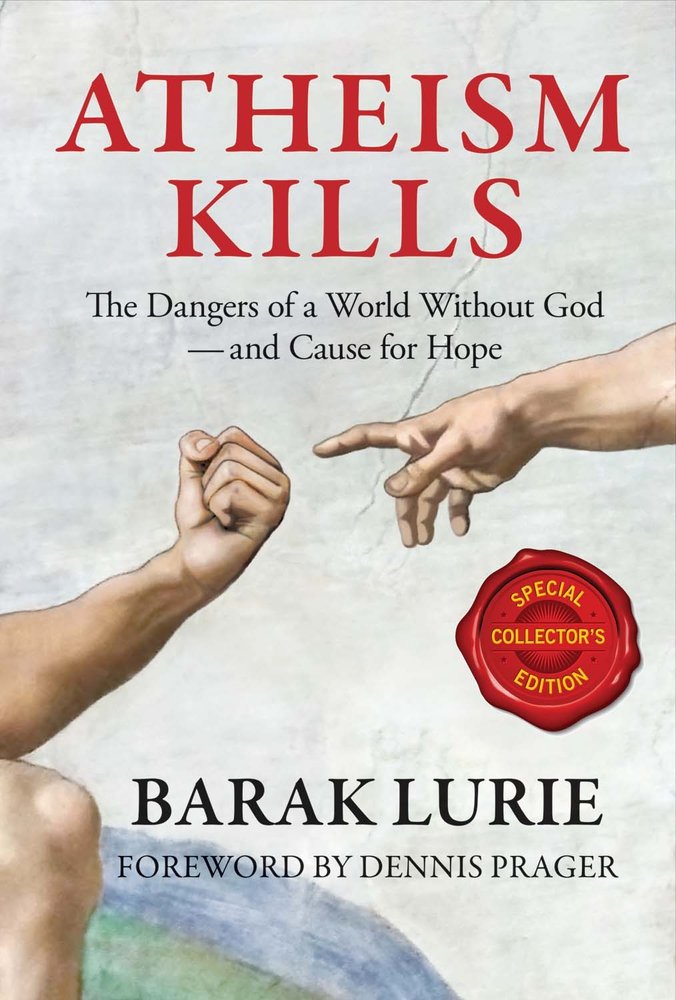 ATHEISM
KILLS
The Dangers of a World Without God
—and Cause for Hope
SPECIAL
COLLECTOR'S
EDITION
BARAK LURIE
FOREWORD BY DENNIS PRAGER